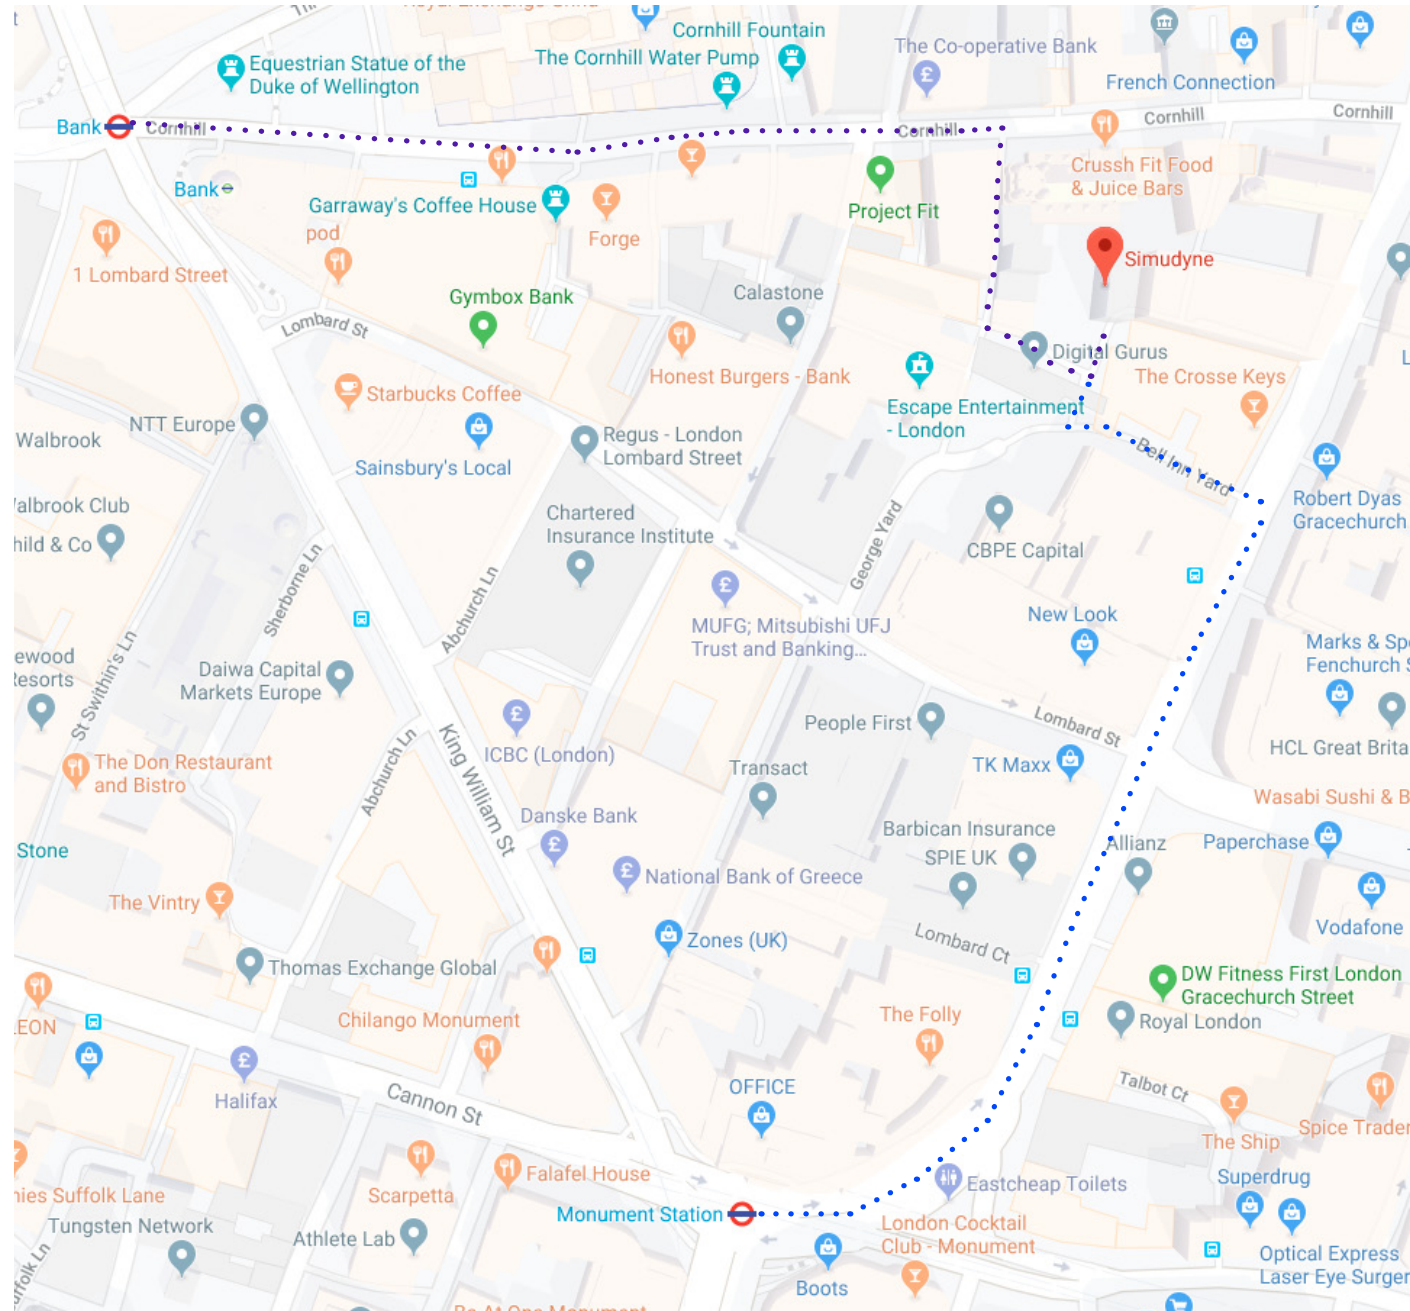 Cornhill Fountain
The Cornhill Water Pump
The Co-operative Bank
French Connection
Equestrian Statue of the
Duke of Wellington
Bank
Cornhill
Cornhill
Cornhill
Cornhill
Crussh Fit Food
& Juice Bars
Bank
Garraway's Coffee House
Forge
Project Fit
pod
1 Lombard Street
Simudyne
Gymbox Bank
Calastone
Lombard St
Digital Gurus
Honest Burgers - Bank
The Crosse Keys
Starbucks Coffee
Escape Entertainment
- London
NTT Europe
Walbrook
Regus - London
Lombard Street
Sainsbury's Local
Bell Inn Yard
Robert Dyas
Gracechurch
Chartered
Insurance Institute
CBPE Capital
George Yard
Sherborne Ln
Abchurch Ln
New Look
MUFG; Mitsubishi UFJ
Trust and Banking...
Marks & Sp
Fenchurch S
Daiwa Capital
Markets Europe
St Swithin's Ln
People First
Lombard St
HCL Great Brita
King William St
ICBC (London)
The Don Restaurant
and Bistro
Abchurch Ln
Transact
TK Maxx
Wasabi Sushi & B
Danske Bank
Barbican Insurance
SPIE UK
Allianz
Paperchase
Stone
National Bank of Greece
The Vintry
Vodafone
Zones (UK)
Lombard Ct
Thomas Exchange Global
DW Fitness First London
Gracechurch Street
Royal London
LEON
Chilango Monument
The Folly
Halifax
Cannon St
OFFICE
Talbot Ct
The Ship
Spice Trader
Falafel House
Eastcheap Toilets
Superdrug
nies Suffolk Lane
Scarpetta
Monument Station
Tungsten Network
Athlete Lab
London Cocktail
Club - Monument
Optical Express
Laser Eye Surger
Boots